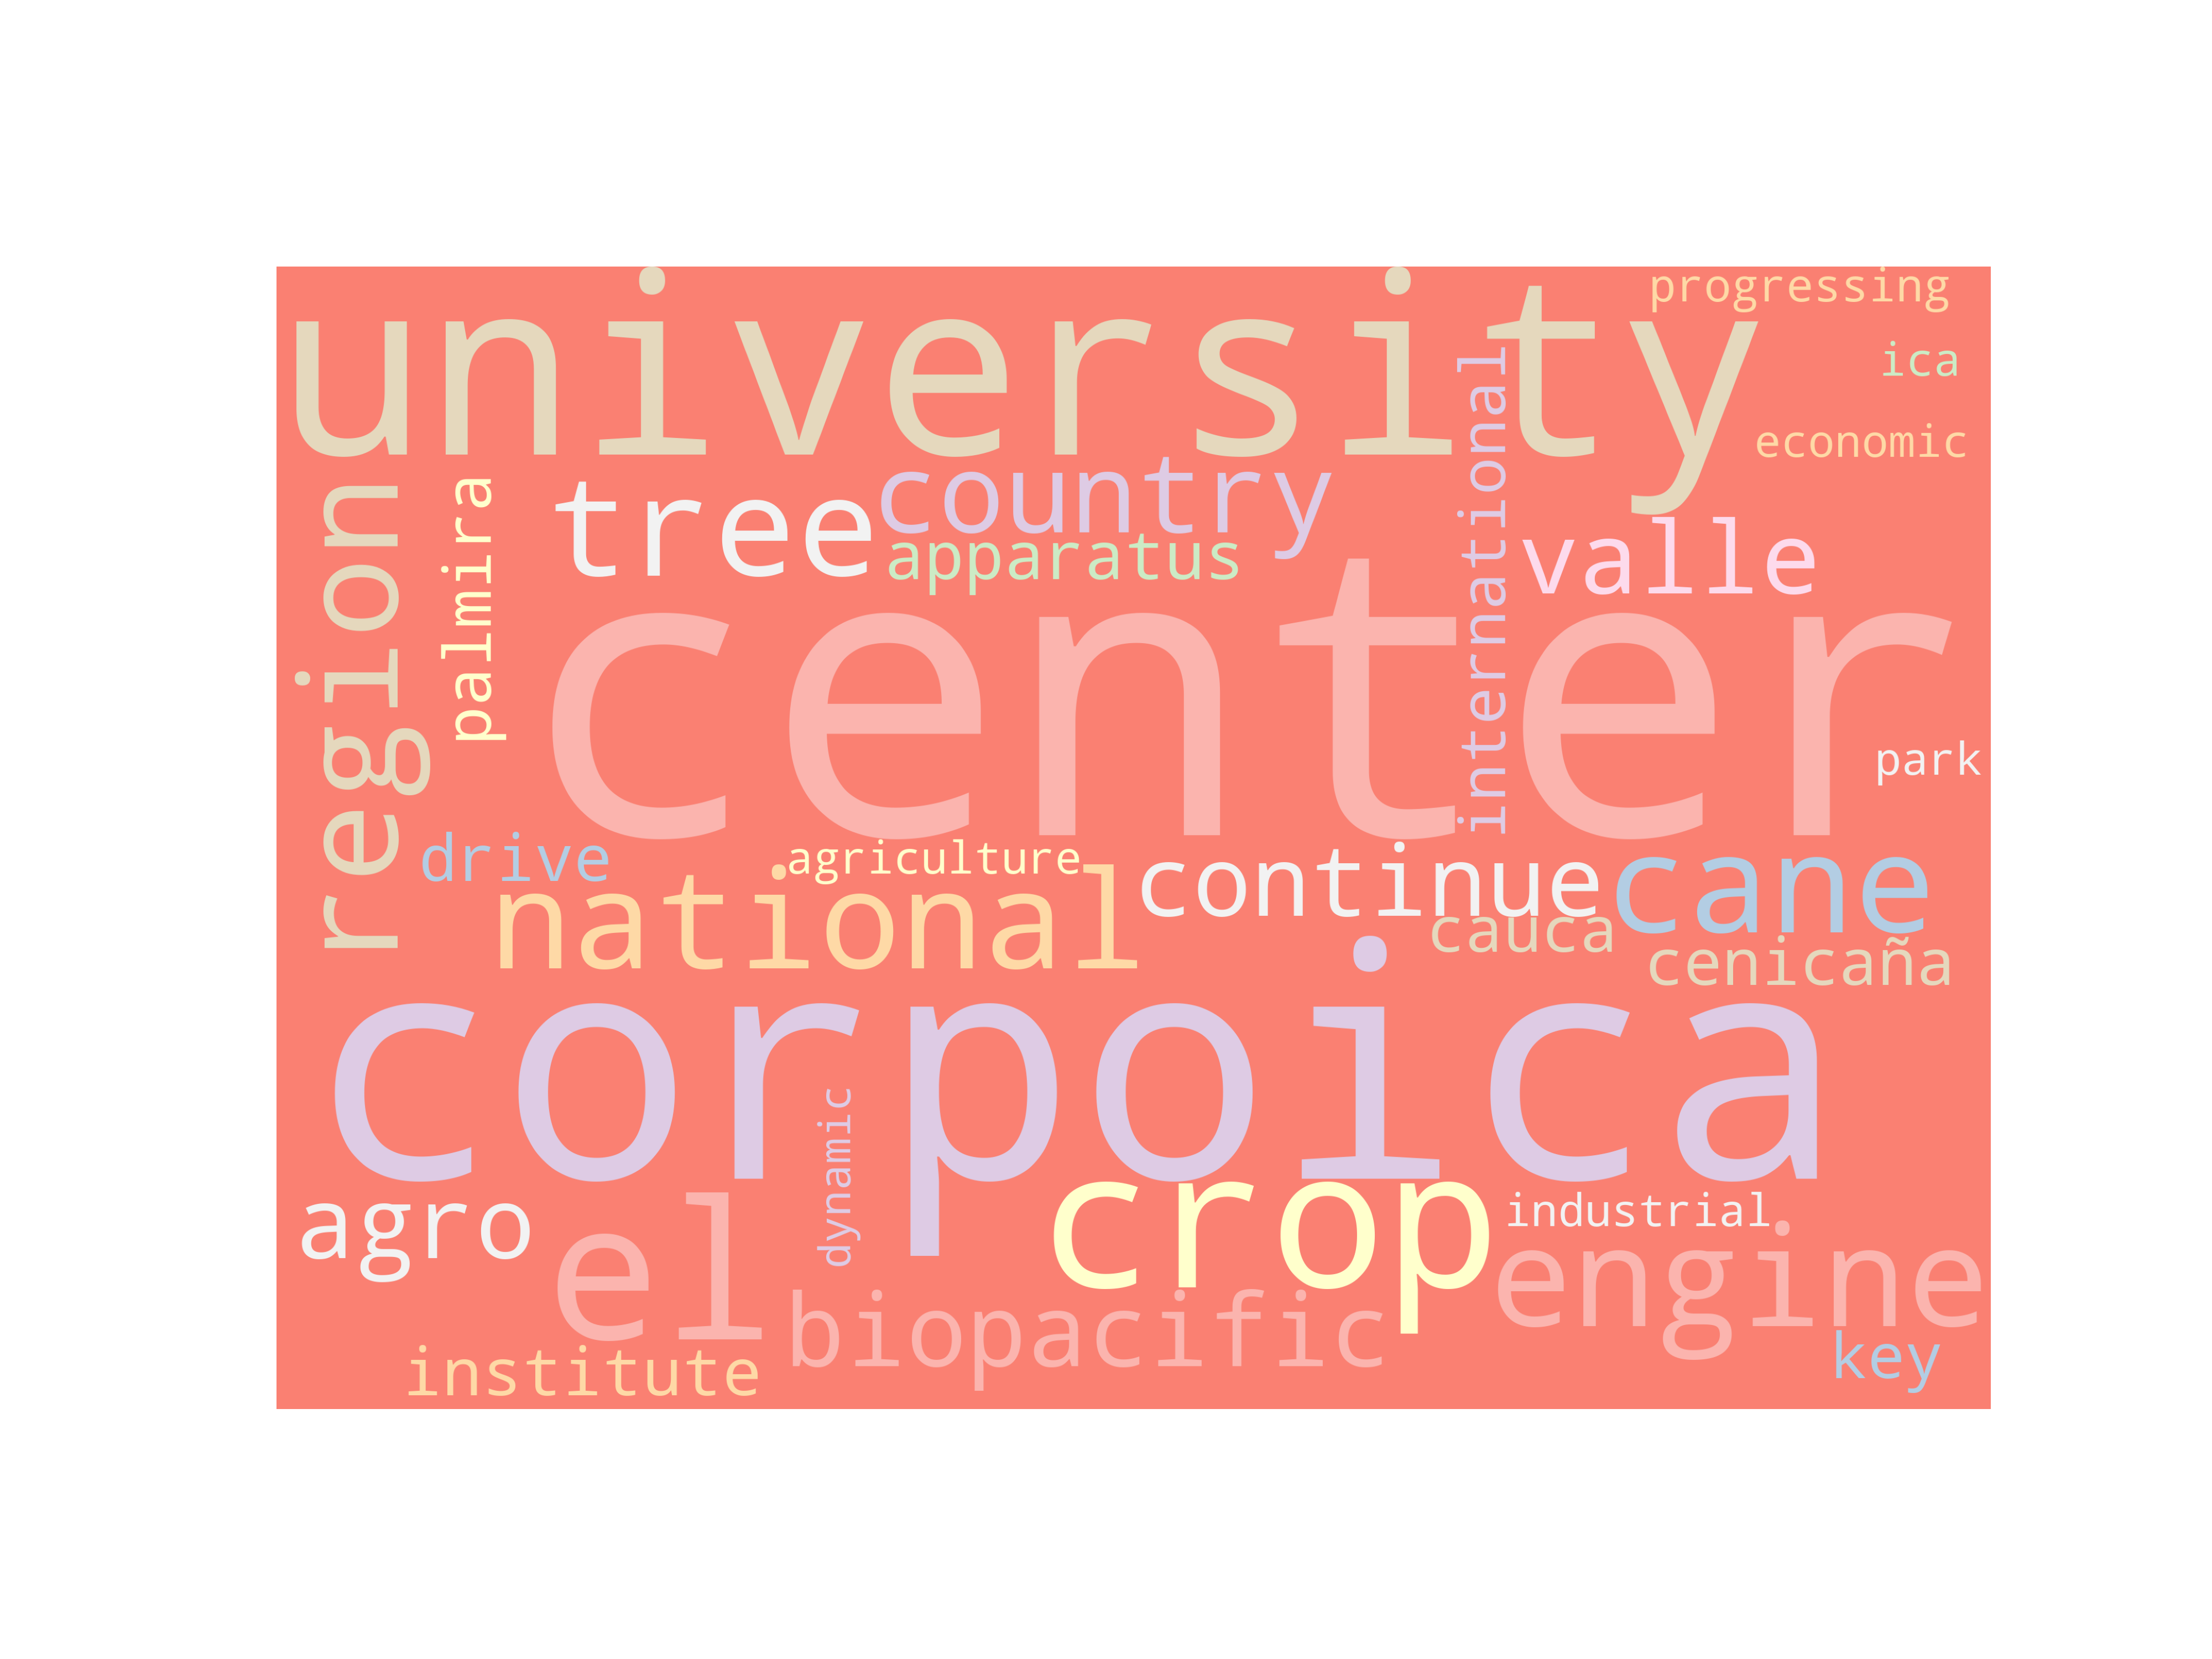 university
progressing
ica
economic
country
tree
apparatus
international
valle
region
palmira
center
park
drive
agriculture
continue
cane
national
cauca
cenicaña
corpoica
dynamic
agro
el
crop
industrial
engine
biopacific
institute
key